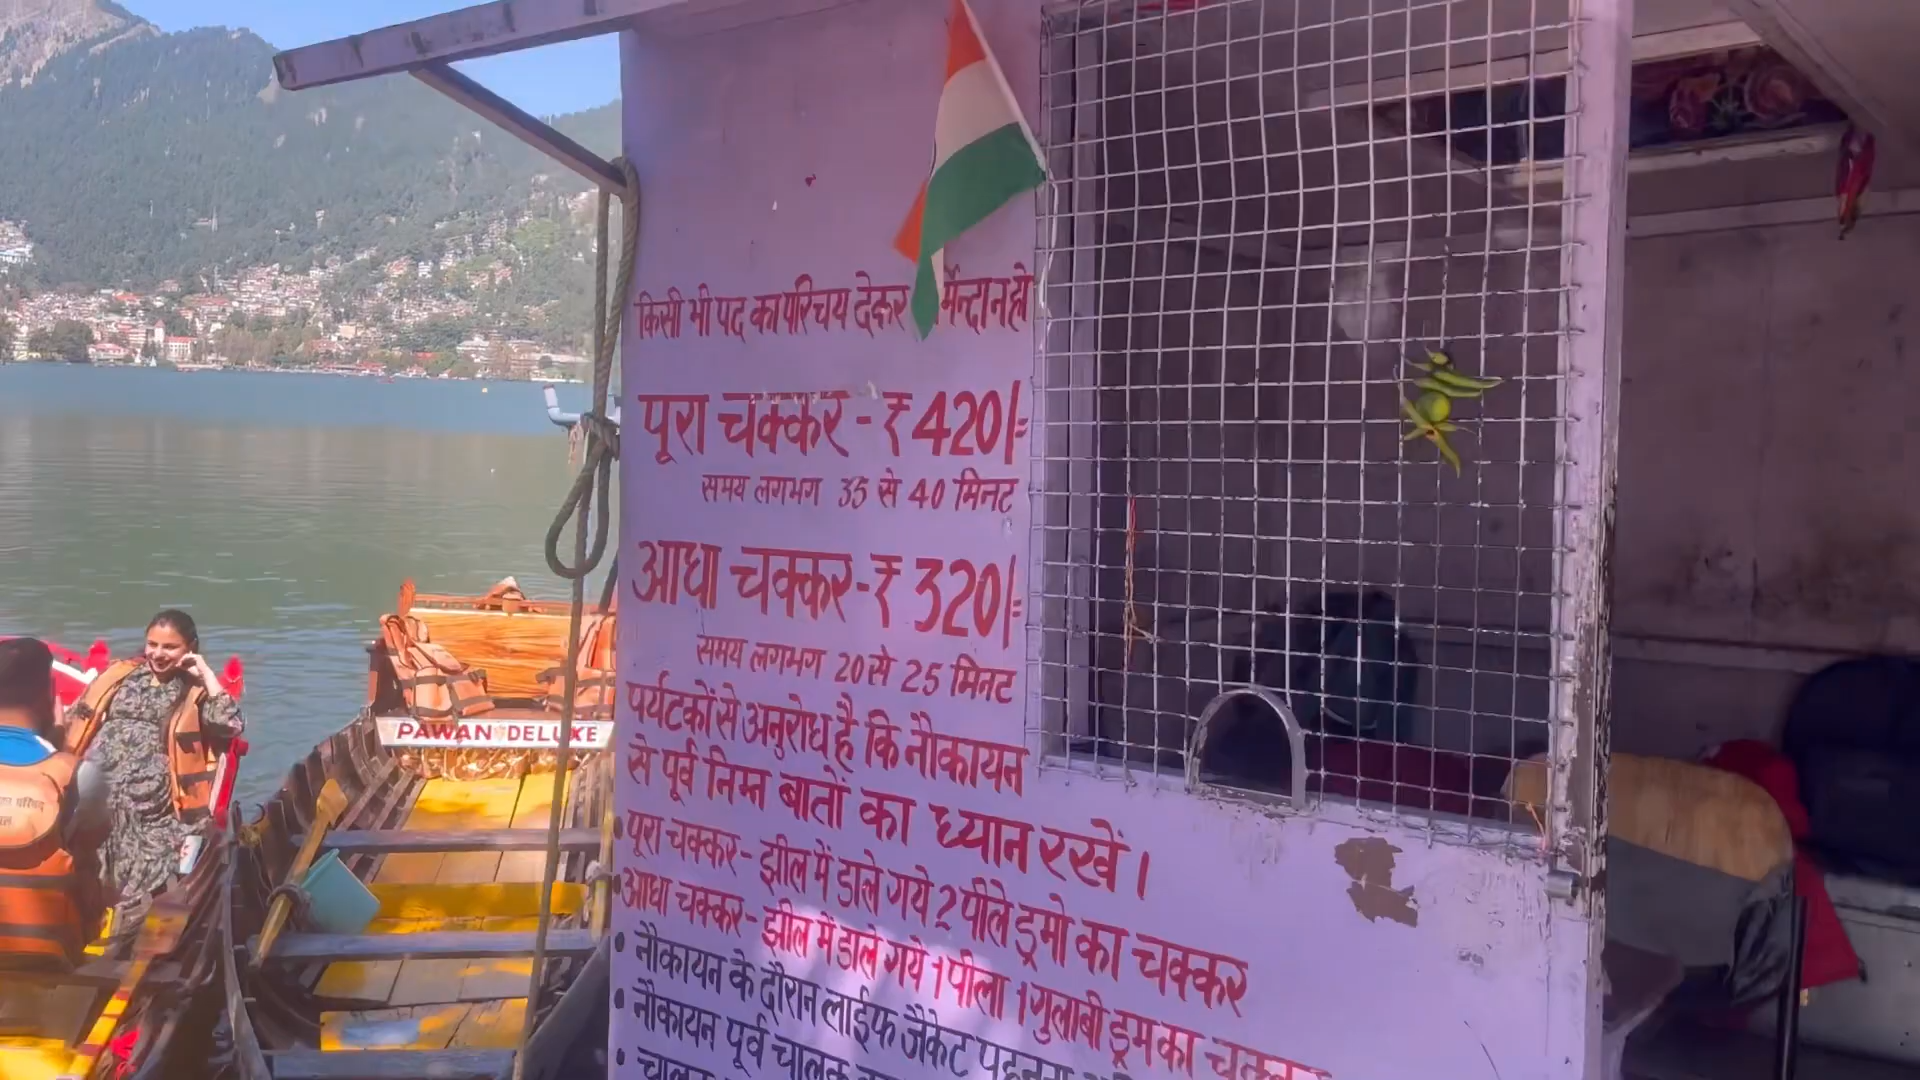 किसी भी पद का परिचय देकर र्मिन्दा न हो
पूरा चक्कर - ₹ 420/=
समय लगभग 35 से 40 मिनट
आधा चक्कर - ₹ 320/=
समय लगभग 20 से 25 मिनट
पर्यटकों से अनुरोध है कि नौकायन
से पूर्व निम्न बातों का ध्यान रखें।
• पूरा चक्कर - झील में डाले गये 2 पीले ड्रमो का चक्कर
• आधा चक्कर - झील में डाले गये 1 पीला 1 गुलाबी ड्रम का चक्कर
• नौकायन के दौरान लाईफ जैकेट पहनना
• नौकायन पूर्व चालक
PAWAN DELUXE